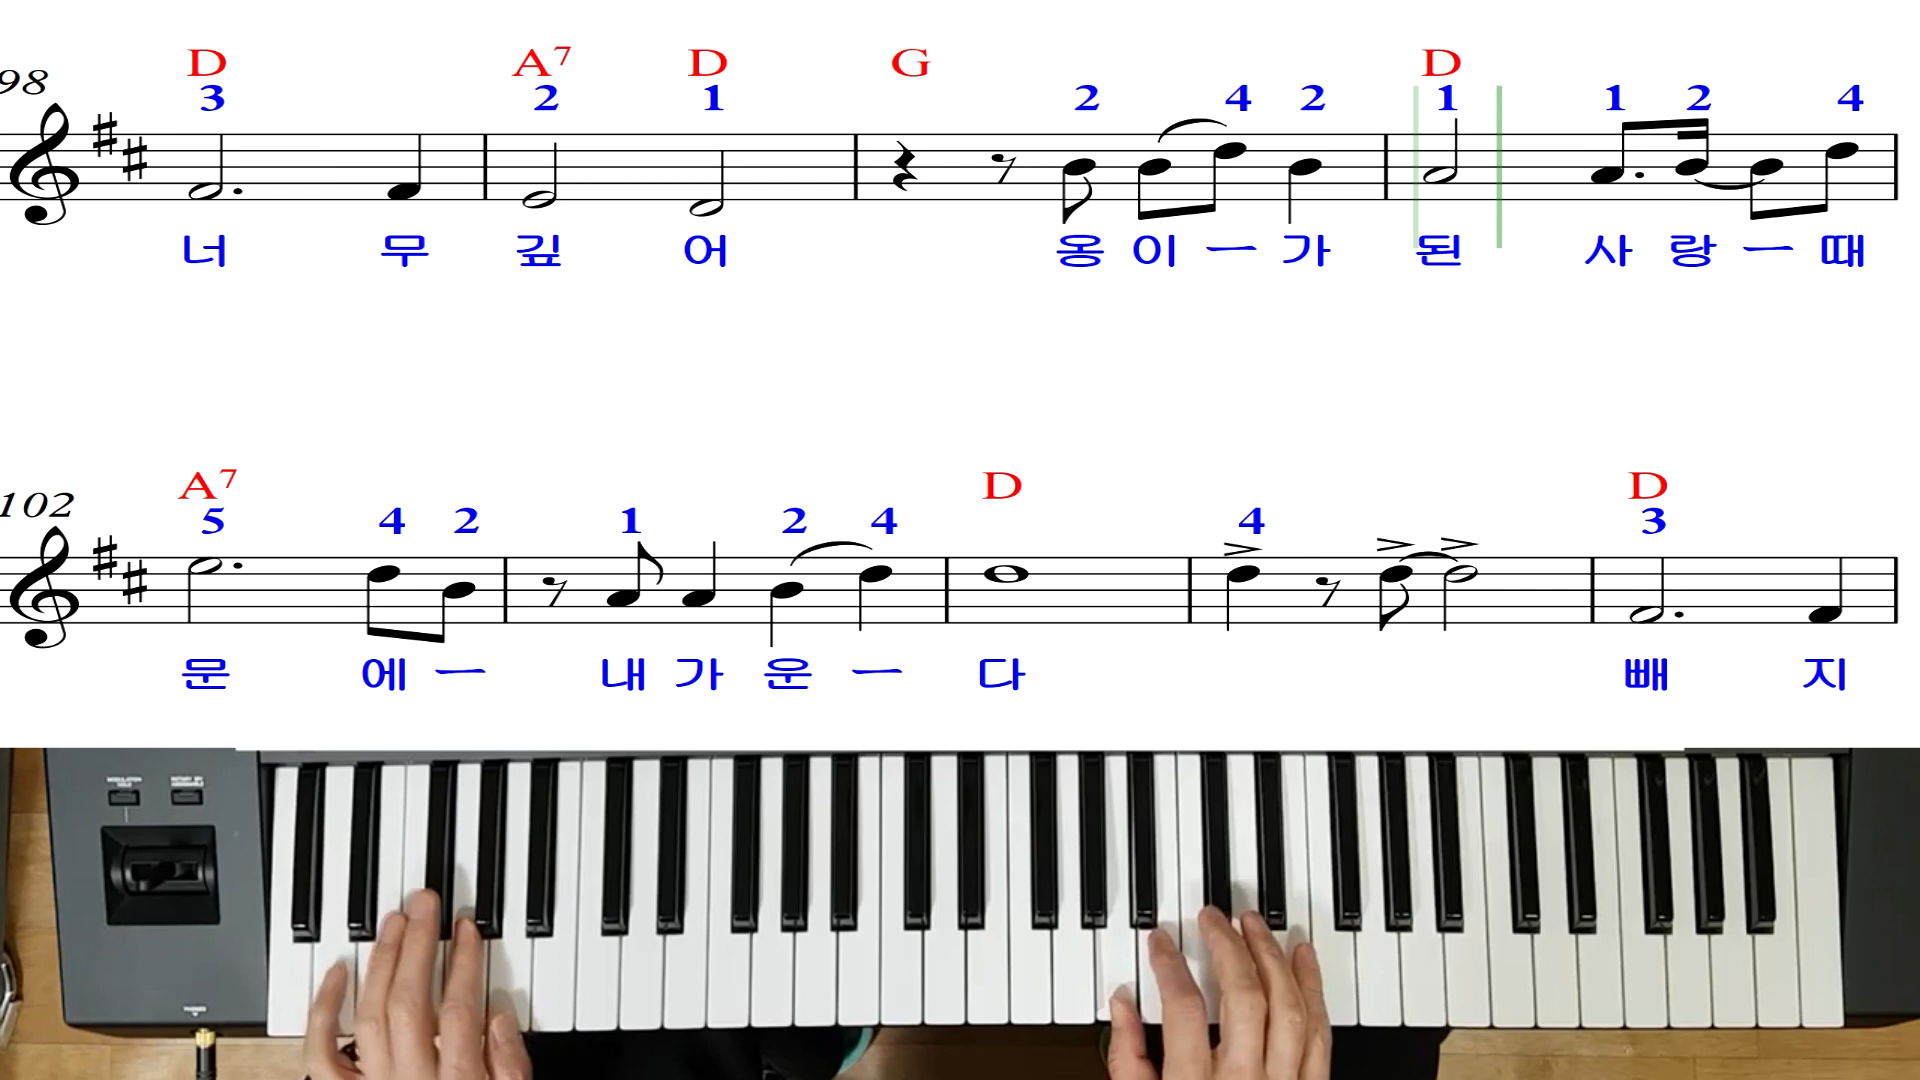 D A7 D G D
98
3 2 1 2 4 2 1 1 2 4
너 무 깊 어 옹 이 ㅡ 가 된 사 랑 ㅡ 때
A7 D D
102
5 4 2 1 2 4 4 3
문 에 ㅡ 내 가 운 ㅡ 다 빼 지